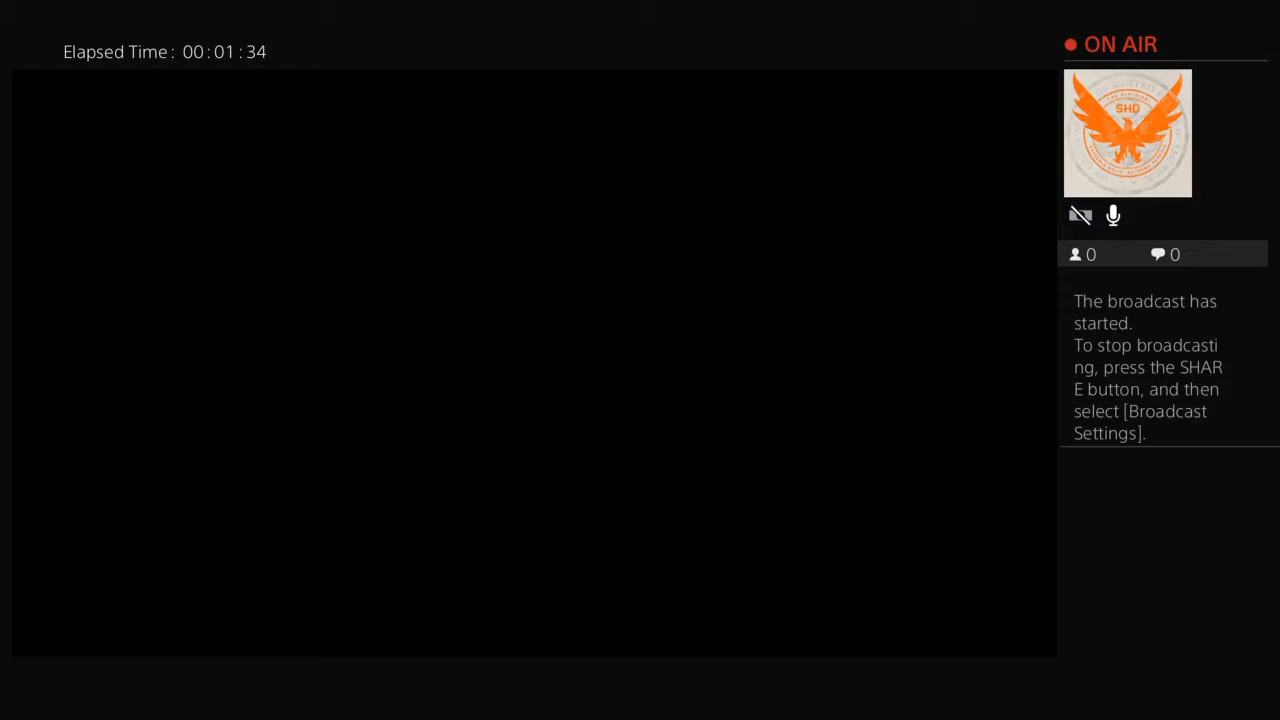 Elapsed Time: 00:01:34
ON AIR
SHD
0 0
The broadcast has
started.
To stop broadcasti
ng, press the SHAR
E button, and then
select [Broadcast
Settings].